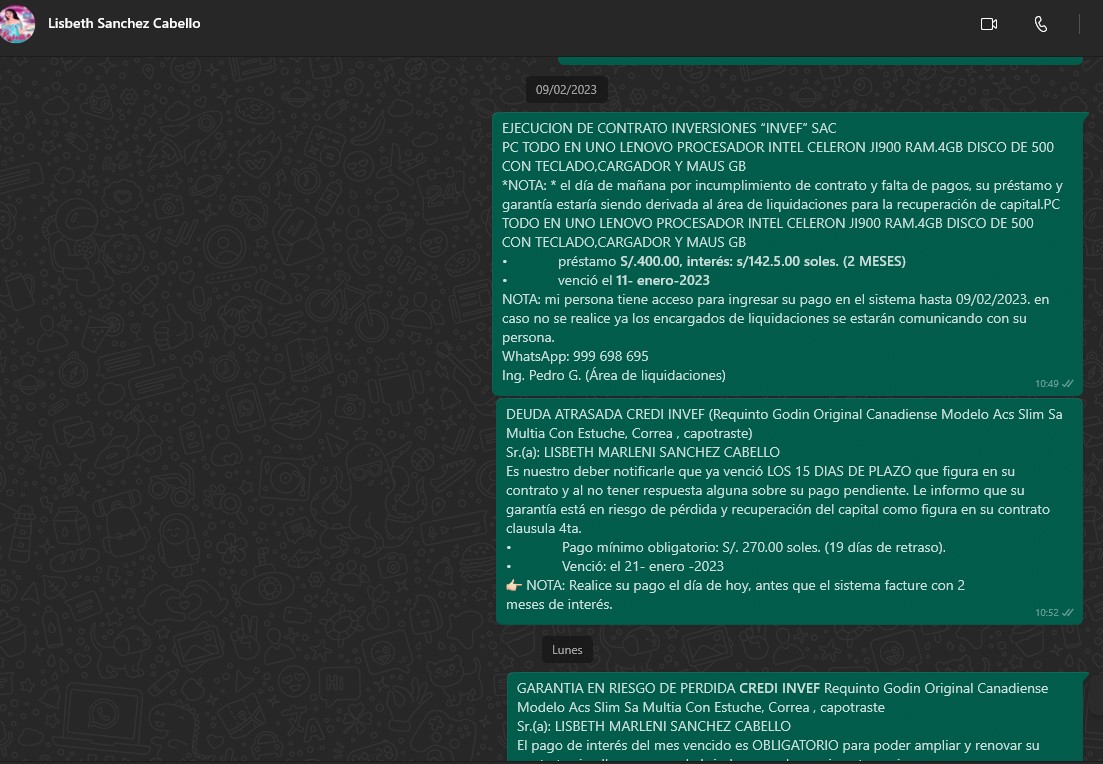 Lisbeth Sanchez Cabello
09/02/2023
EJECUCION DE CONTRATO INVERSIONES “INVEF” SAC
PC TODO EN UNO LENOVO PROCESADOR INTEL CELERON JI900 RAM.4GB DISCO DE 500
CON TECLADO,CARGADOR Y MAUS GB
*NOTA: * el día de mañana por incumplimiento de contrato y falta de pagos, su préstamo y
garantía estaría siendo derivada al área de liquidaciones para la recuperación de capital.PC
TODO EN UNO LENOVO PROCESADOR INTEL CELERON JI900 RAM.4GB DISCO DE 500
CON TECLADO,CARGADOR Y MAUS GB
• préstamo S/.400.00, interés: s/142.5.00 soles. (2 MESES)
• venció el 11- enero-2023
NOTA: mi persona tiene acceso para ingresar su pago en el sistema hasta 09/02/2023. en
caso no se realice ya los encargados de liquidaciones se estarán comunicando con su
persona.
WhatsApp: 999 698 695
Ing. Pedro G. (Área de liquidaciones)
10:49
DEUDA ATRASADA CREDI INVEF (Requinto Godin Original Canadiense Modelo Acs Slim Sa
Multia Con Estuche, Correa , capotraste)
Sr.(a): LISBETH MARLENI SANCHEZ CABELLO
Es nuestro deber notificarle que ya venció LOS 15 DIAS DE PLAZO que figura en su
contrato y al no tener respuesta alguna sobre su pago pendiente. Le informo que su
garantía está en riesgo de pérdida y recuperación del capital como figura en su contrato
clausula 4ta.
• Pago mínimo obligatorio: S/. 270.00 soles. (19 días de retraso).
• Venció: el 21- enero -2023
👉🏻 NOTA: Realice su pago el día de hoy, antes que el sistema facture con 2
meses de interés.
10:52
Lunes
GARANTIA EN RIESGO DE PERDIDA CREDI INVEF Requinto Godin Original Canadiense
Modelo Acs Slim Sa Multia Con Estuche, Correa , capotraste
Sr.(a): LISBETH MARLENI SANCHEZ CABELLO
El pago de interés del mes vencido es OBLIGATORIO para poder ampliar y renovar su